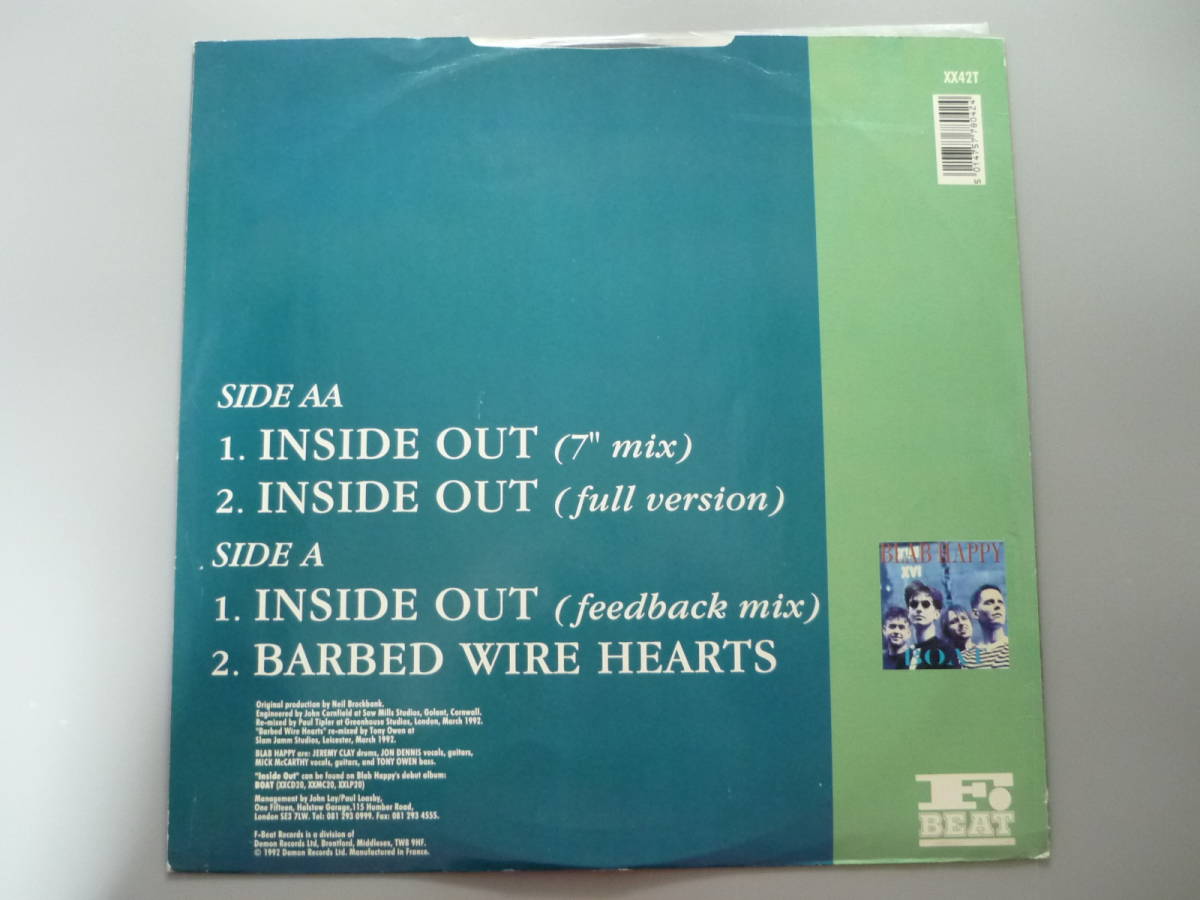 XX42T
5 014757 780424
SIDE AA
1. INSIDE OUT (7" mix)
2. INSIDE OUT (full version)
SIDE A
1. INSIDE OUT (feedback mix)
2. BARBED WIRE HEARTS
BLAB HAPPY
XVI
BOAT
Original production by Neil Brockbank.
Engineered by John Cornfield at Saw Mills Studios, Golant, Cornwall.
Re-mixed by Paul Tipler at Greenhouse Studios, London, March 1992.
"Barbed Wire Hearts" re-mixed by Tony Owen at
Slam Jamm Studios, Leicester, March 1992.
BLAB HAPPY are: JEREMY CLAY drums, JON DENNIS vocals, guitars,
MICK McCARTHY vocals, guitars, and TONY OWEN bass.
"Inside Out" can be found on Blab Happy's debut album:
BOAT (XXCD20, XXMC20, XXLP20)
Management by John Lay/Paul Loasby,
One Fifteen, Halstow Garage,115 Humber Road,
London SE3 7LW. Tel: 081 293 0999. Fax: 081 293 4555.
F-Beat Records is a division of
Demon Records Ltd, Brentford, Middlesex, TW8 9HF.
© 1992 Demon Records Ltd. Manufactured in France.
F.
BEAT